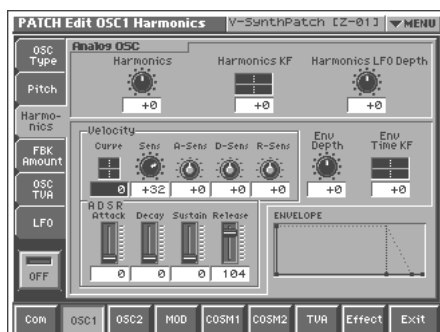 PATCH Edit OSC1 Harmonics V-SynthPatch [Z-01] ▼MENU
OSC
Type
Pitch
Harmo-
nics
FBK
Amount
OSC
TVA
LFO
OFF
Analog OSC
Harmonics Harmonics KF Harmonics LFO Depth
+0 +0 +0
Velocity
Curve Sens A-Sens D-Sens R-Sens
0 +32 +0 +0 +0
Env
Depth
+0
Env
Time KF
+0
ADSR
Attack Decay Sustain Release
0 0 0 104
ENVELOPE
Com OSC1 OSC2 MOD COSM1 COSM2 TVA Effect Exit